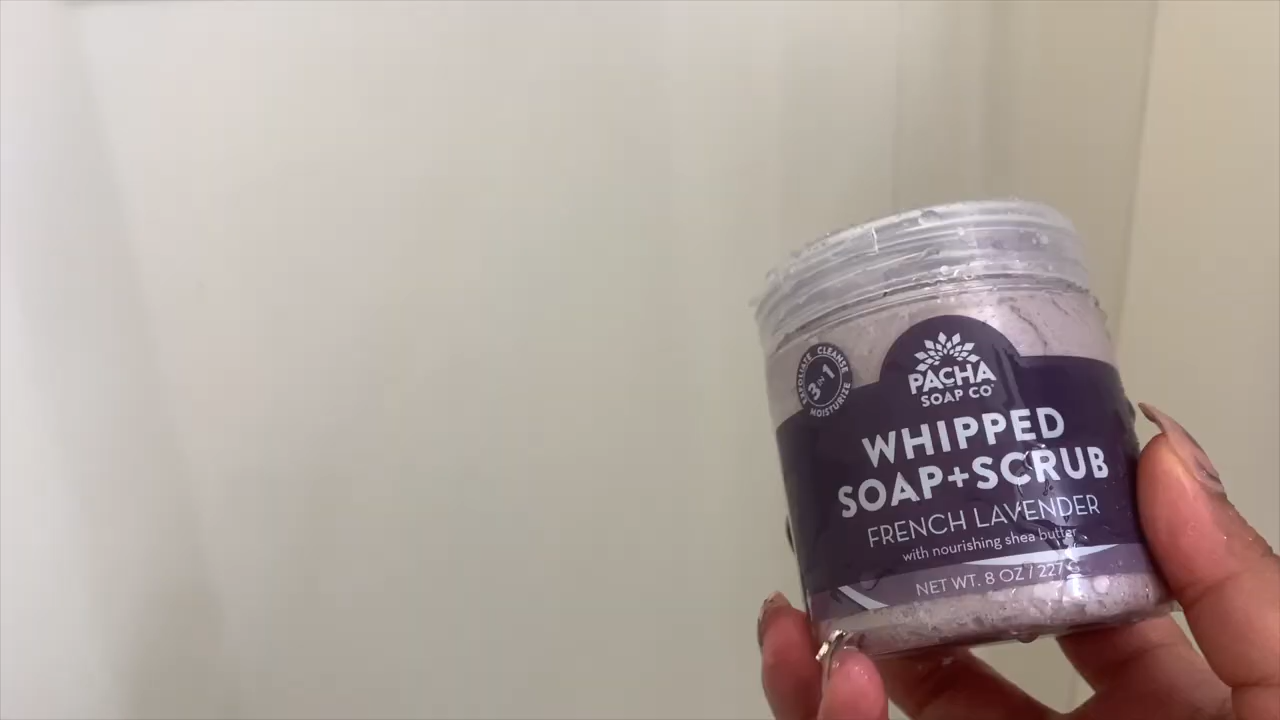 EXFOLIATE CLEANSE
3 IN 1
MOISTURIZE
PACHA
SOAP CO
WHIPPED
SOAP+SCRUB
FRENCH LAVENDER
with nourishing shea butter
NET WT. 8 OZ / 227 G